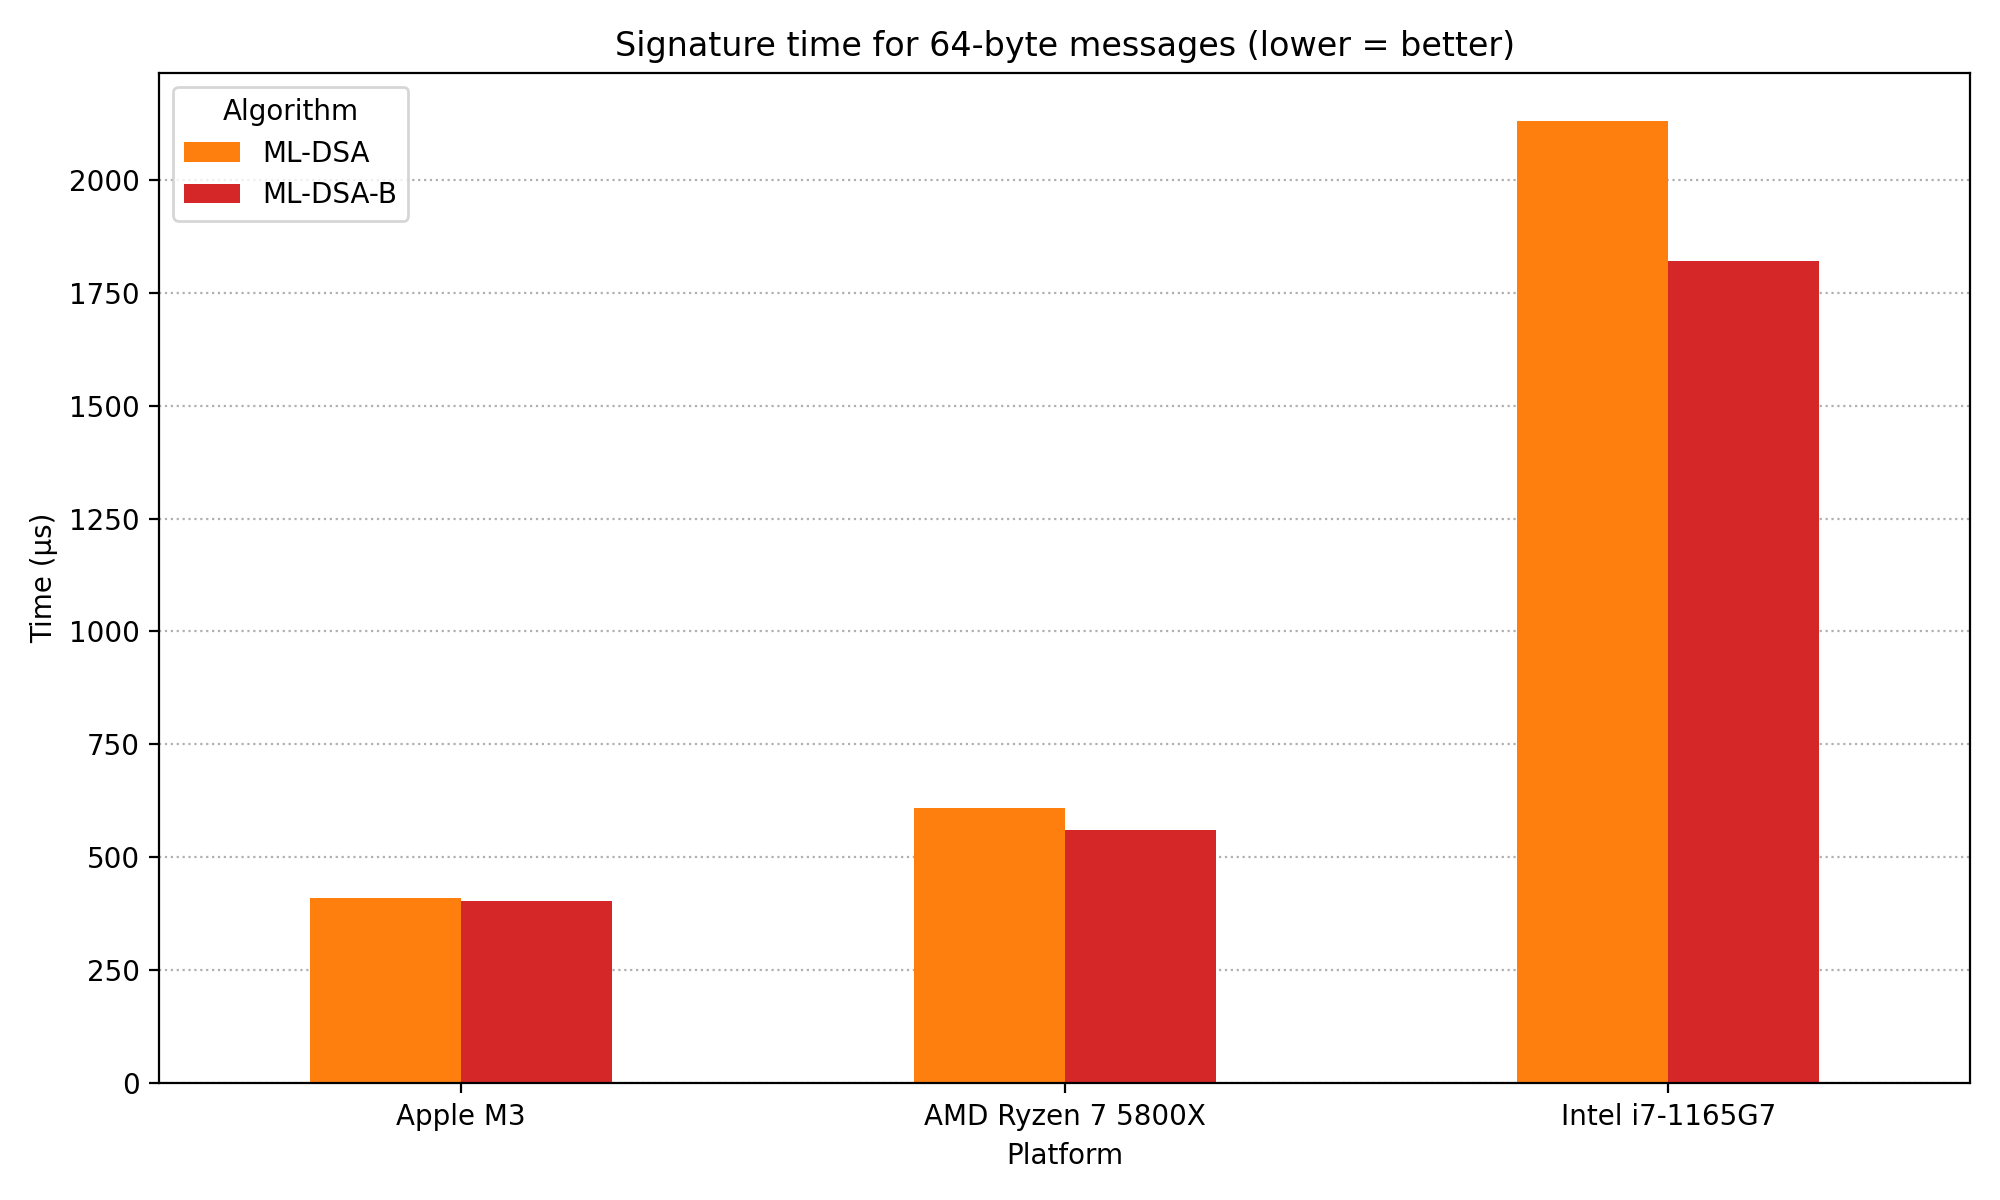 Signature time for 64-byte messages (lower = better)
Algorithm
ML-DSA
ML-DSA-B
Time (µs)
2000
1750
1500
1250
1000
750
500
250
0
Apple M3
AMD Ryzen 7 5800X
Intel i7-1165G7
Platform